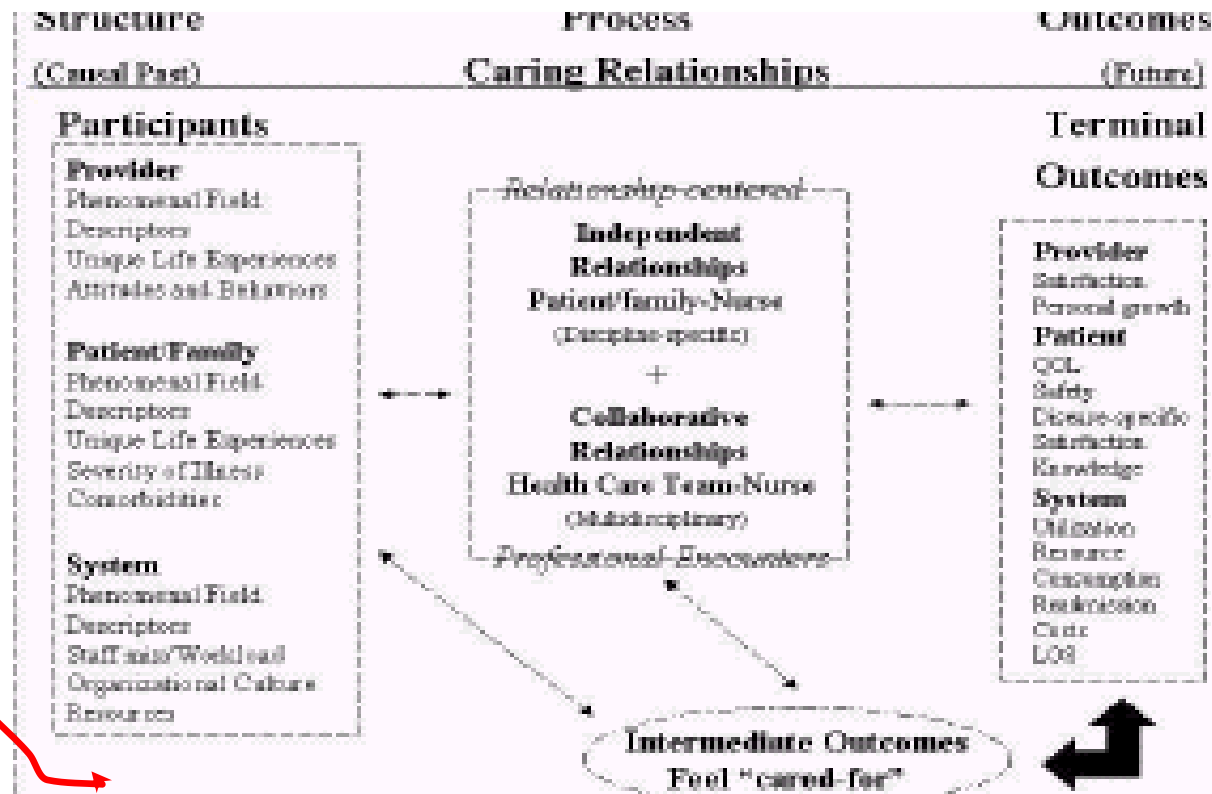 Structure Process Outcomes
(Causal Past) Caring Relationships (Future)
Participants
Provider
Phenomenal Field
Descriptors
Unique Life Experiences
Attitudes and Behaviors
Patient/Family
Phenomenal Field
Descriptors
Unique Life Experiences
Severity of Illness
Comorbidities
System
Phenomenal Field
Descriptors
Staff mix/Workload
Organizational Culture
Resources
Relationship-centered
Independent
Relationships
Patient/family-Nurse
(Discipline-specific)
+
Collaborative
Relationships
Health Care Team-Nurse
(Multidisciplinary)
Professional Encounters
Intermediate Outcomes
Feel "cared-for"
Terminal
Outcomes
Provider
Satisfaction
Personal growth
Patient
QOL
Safety
Disease-specific
Satisfaction
Knowledge
System
Utilization
Resource
Consumption
Readmission
Costs
LOS